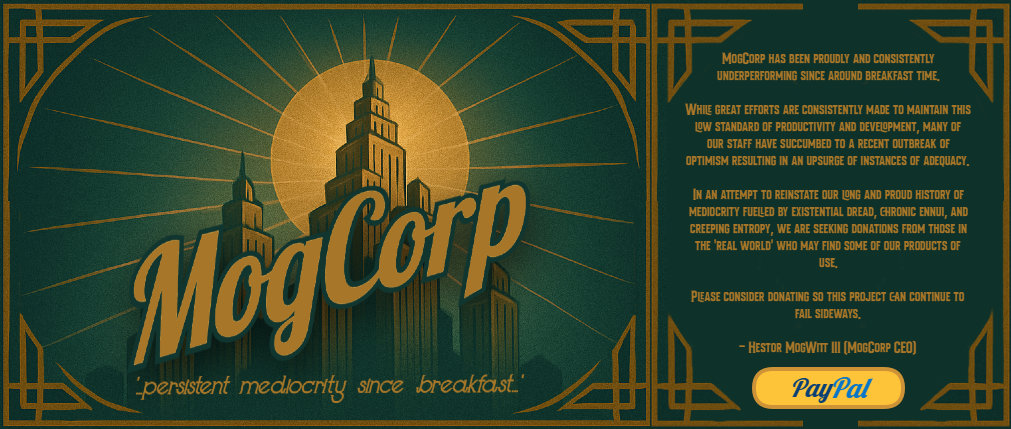 MogCorp
'...persistent mediocrity since breakfast...'
MogCorp has been proudly and consistently
underperforming since around breakfast time.
While great efforts are consistently made to maintain this
low standard of productivity and development, many of
our staff have succumbed to a recent outbreak of
optimism resulting in an upsurge of instances of adequacy.
In an attempt to reinstate our long and proud history of
mediocrity fuelled by existential dread, chronic ennui, and
creeping entropy, we are seeking donations from those in
the 'real world' who may find some of our products of
use.
Please consider donating so this project can continue to
fail sideways.
– Hestor MogWitt III (MogCorp CEO)
PayPal